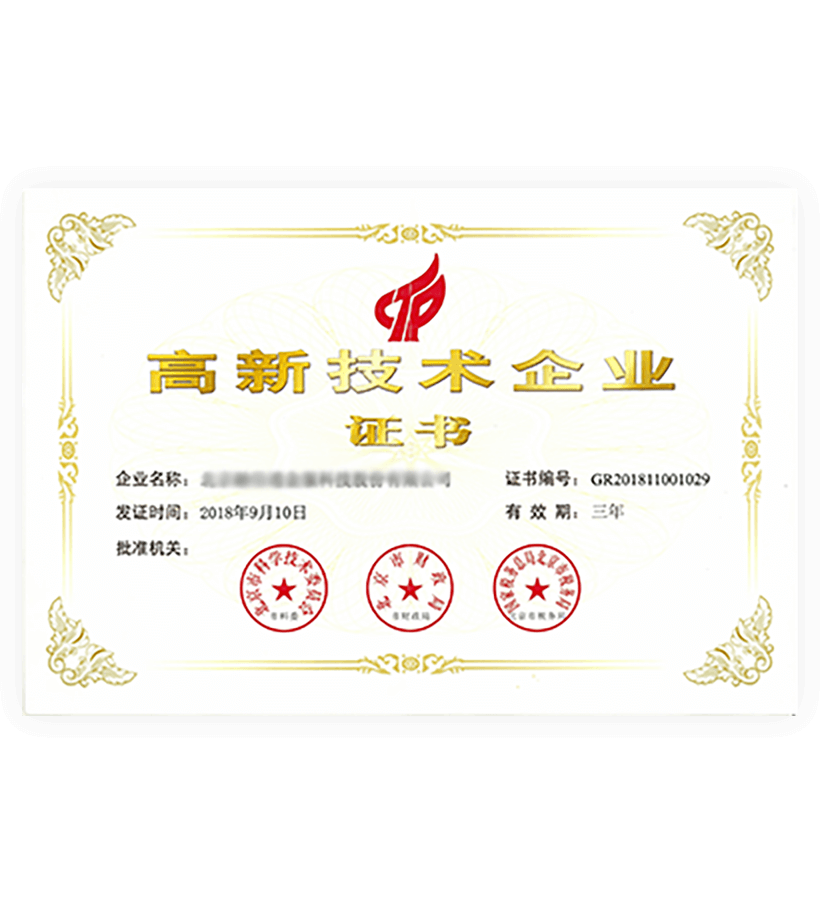 高新技术企业
证书
企业名称：
证书编号： GR201811001029
发证时间： 2018年9月10日
有 效 期： 三年
批准机关：
北京市科学技术委员会
北京市财政局
国家税务总局北京市税务局